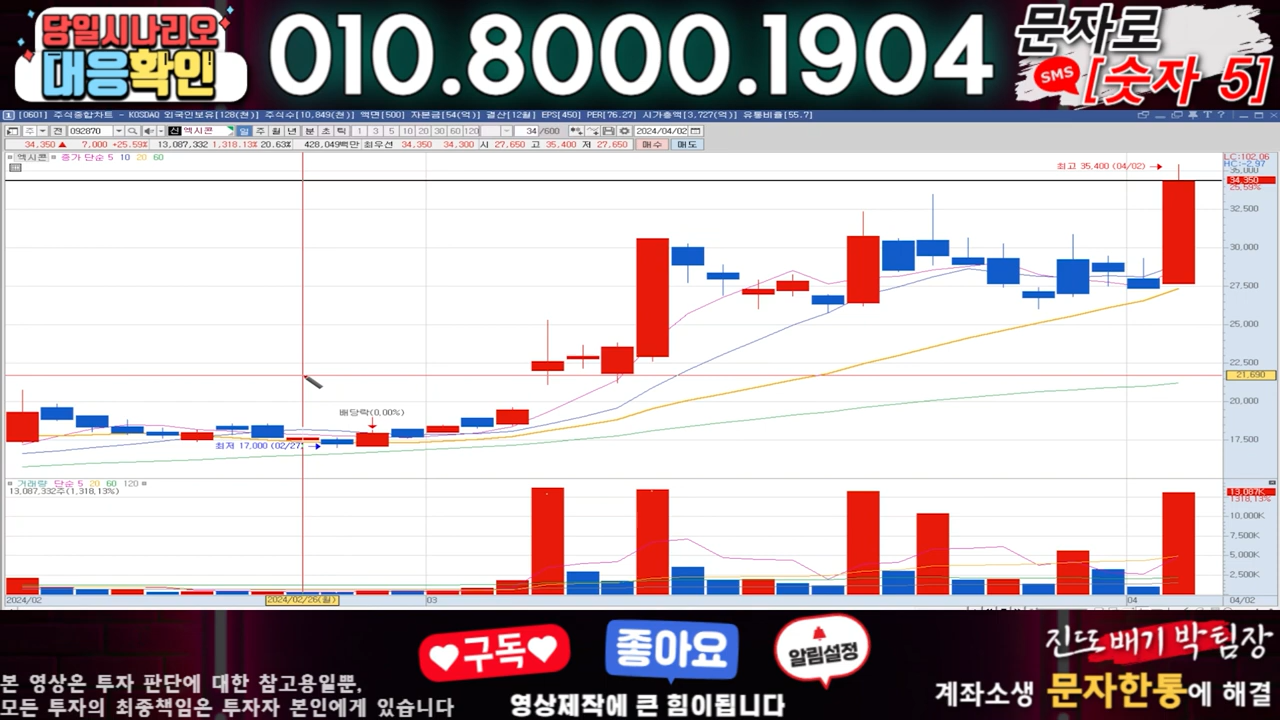 당일시나리오
대응확인
010.8000.1904
문자로
SMS
[숫자 5]
[0601] 주식종합차트 - KOSDAQ 외국인보유[128(천)] 주식수[10,849(천)] 액면[500] 자본금[54(억)] 결산[12월] EPS[450] PER[76.27] 시가총액[3,727(억)] 유통비율[55.7]
주 전 092870 신 엑시콘 일 주 월 년 분 초 틱 1 3 5 10 20 30 60 120 34 /600 2024/04/02
34,350 ▲ 7,000 +25.59% 13,087,332 1,318.13% 20.63% 428,049백만 최우선 34,350 34,300 시 27,650 고 35,400 저 27,650 매수 매도
엑시콘 종가 단순 5 10 20 60
최고 35,400 (04/02)
LC:102.06
HC:-2.97
35,000
34,350
25.59%
32,500
30,000
27,500
25,000
22,500
21,690
20,000
17,500
배당락(0.00%)
최저 17,000 (02/27)
거래량 단순 5 20 60 120
13,087,332주(1,318.13%)
13,087K
1318.13%
10,000K
7,500K
5,000K
2,500K
2024/02
2024/02/26(월)
03
04
04/02
구독
좋아요
알림설정
영상제작에 큰 힘이됩니다
본 영상은 투자 판단에 대한 참고용일뿐,
모든 투자의 최종책임은 투자자 본인에게 있습니다
진또배기 박팀장
계좌소생 문자한통에 해결